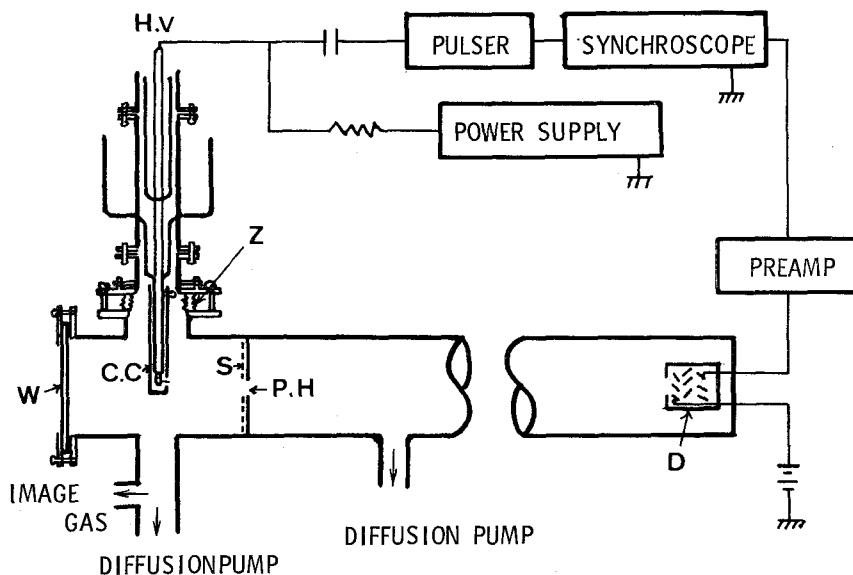 H.V
PULSER
SYNCHROSCOPE
POWER SUPPLY
Z
PREAMP
W
C.C
S
P.H
D
IMAGE
GAS
DIFFUSION PUMP
DIFFUSIONPUMP